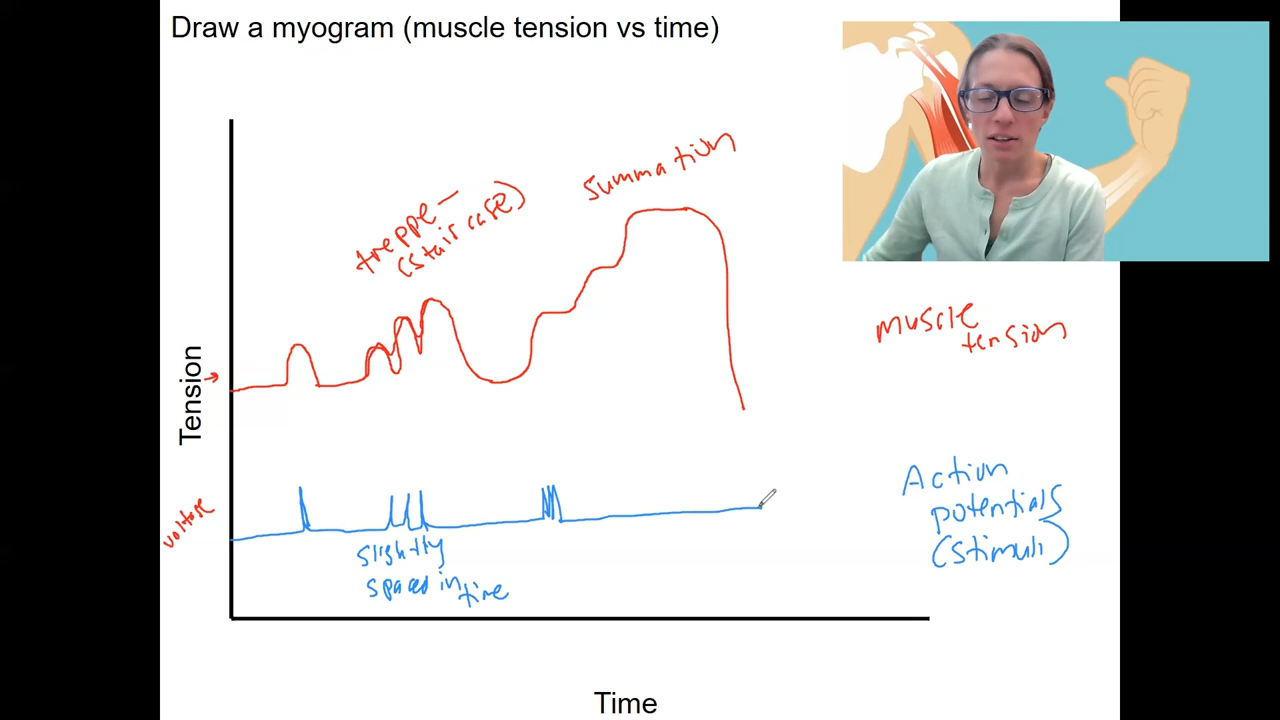 Draw a myogram (muscle tension vs time)
summation
treppe -
(staircase)
muscle
tension
Tension
Action
potentials
(stimuli)
voltage
slightly
spaced in
time
Time